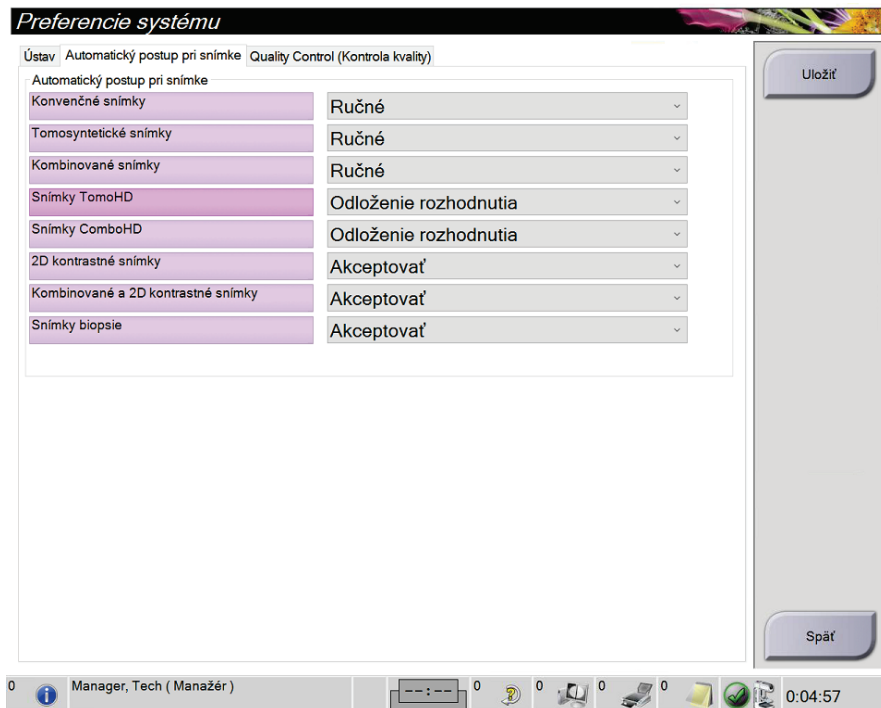 Preferencie systému
Ústav Automatický postup pri snímke Quality Control (Kontrola kvality)
Uložiť
Automatický postup pri snímke
Konvenčné snímky Ručné
Tomosyntetické snímky Ručné
Kombinované snímky Ručné
Snímky TomoHD Odloženie rozhodnutia
Snímky ComboHD Odloženie rozhodnutia
2D kontrastné snímky Akceptovať
Kombinované a 2D kontrastné snímky Akceptovať
Snímky biopsie Akceptovať
Späť
0 Manager, Tech ( Manažér ) --:-- 0 0 0 0 0:04:57